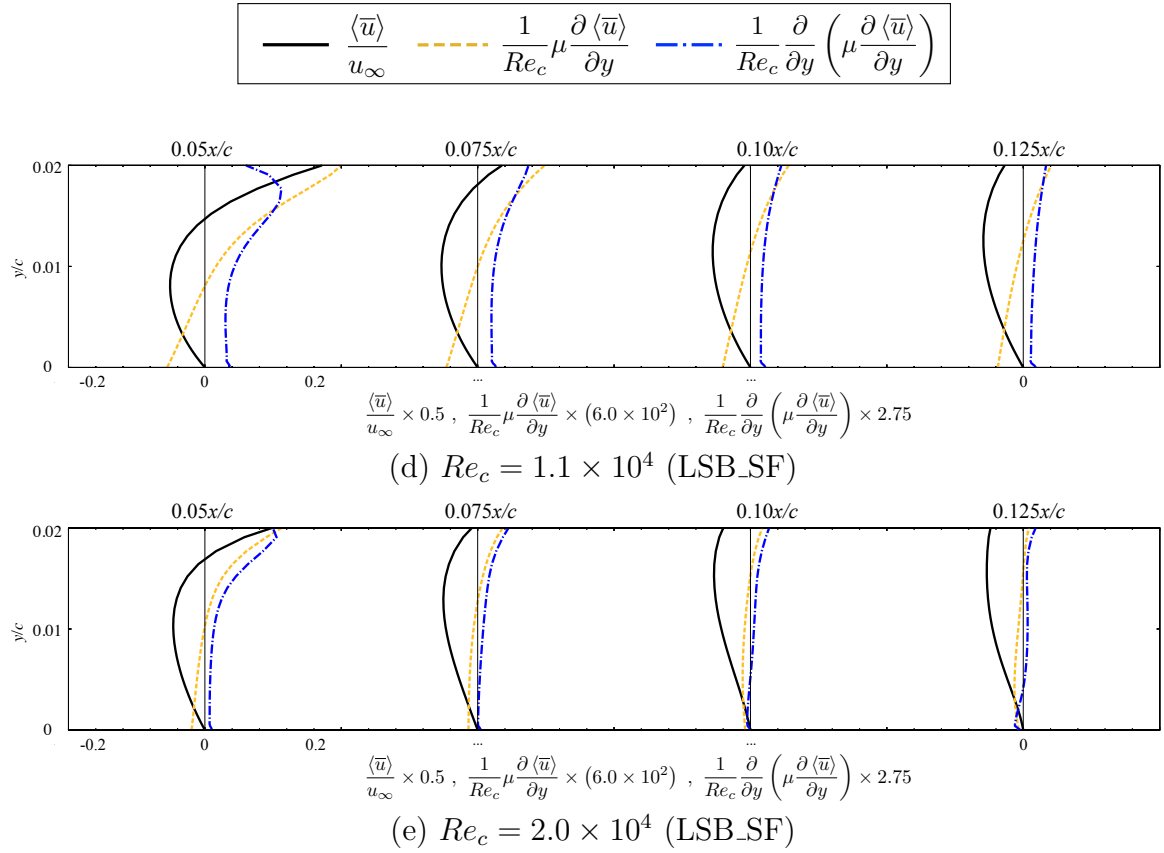 ⟨u̅⟩/u∞   1/Re_c μ ∂⟨u̅⟩/∂y   1/Re_c ∂/∂y (μ ∂⟨u̅⟩/∂y)
0.05x/c 0.075x/c 0.10x/c 0.125x/c
0.02
0.01
y/c
0
-0.2 0 0.2 ... ... 0
⟨u̅⟩/u∞ × 0.5 , 1/Re_c μ ∂⟨u̅⟩/∂y × (6.0 × 10²) , 1/Re_c ∂/∂y (μ ∂⟨u̅⟩/∂y) × 2.75
(d) Re_c = 1.1 × 10⁴ (LSB_SF)
0.05x/c 0.075x/c 0.10x/c 0.125x/c
0.02
0.01
y/c
0
-0.2 0 0.2 ... ... 0
⟨u̅⟩/u∞ × 0.5 , 1/Re_c μ ∂⟨u̅⟩/∂y × (6.0 × 10²) , 1/Re_c ∂/∂y (μ ∂⟨u̅⟩/∂y) × 2.75
(e) Re_c = 2.0 × 10⁴ (LSB_SF)